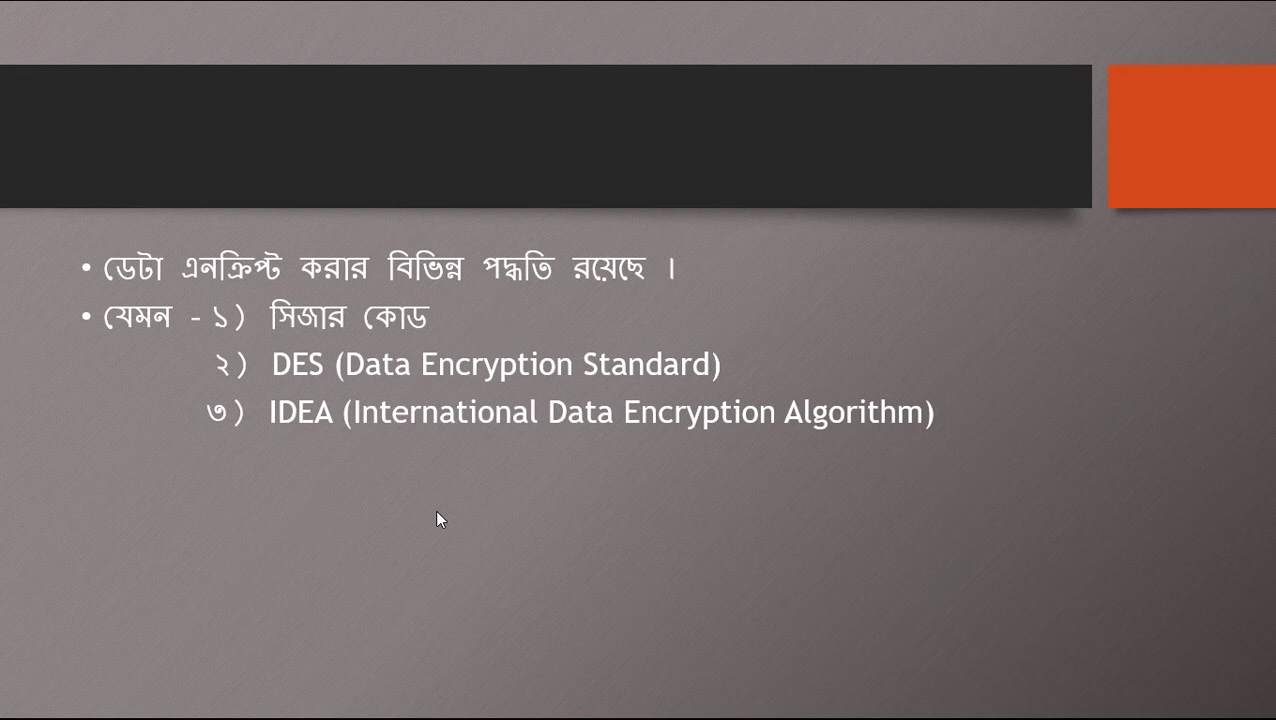 • ডেটা এনক্রিপ্ট করার বিভিন্ন পদ্ধতি রয়েছে ।
• যেমন - ১) সিজার কোড
২) DES (Data Encryption Standard)
৩) IDEA (International Data Encryption Algorithm)